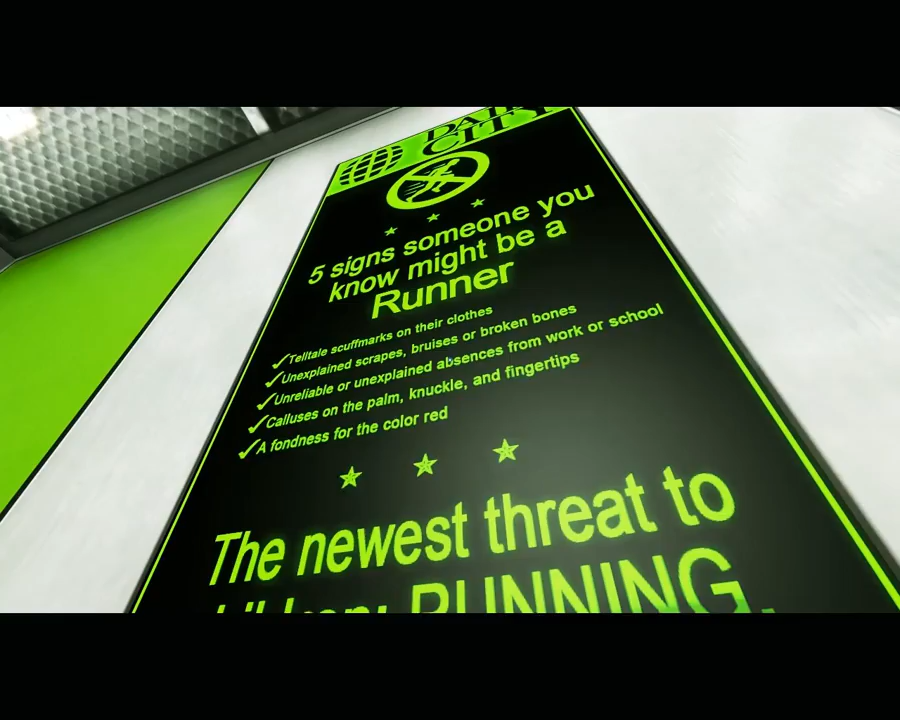 CITY
5 signs someone you
know might be a
Runner
✓Telltale scuffmarks on their clothes
✓Unexplained scrapes, bruises or broken bones
✓Unreliable or unexplained absences from work or school
✓Calluses on the palm, knuckle, and fingertips
✓A fondness for the color red
The newest threat to
RUNNING.